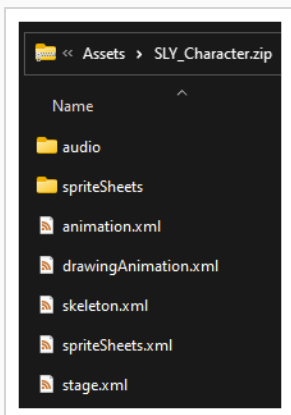 « Assets › SLY_Character.zip
Name
audio
spriteSheets
animation.xml
drawingAnimation.xml
skeleton.xml
spriteSheets.xml
stage.xml